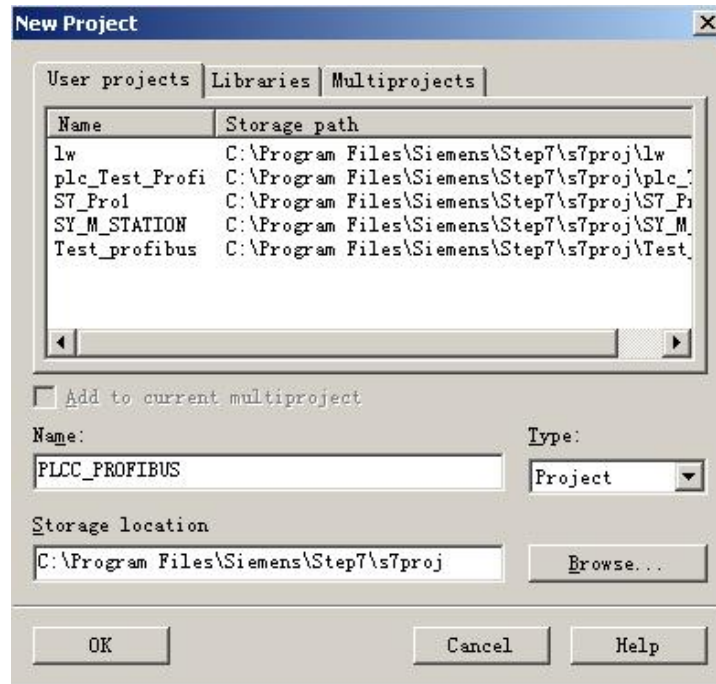 New Project
User projects Libraries Multiprojects
Name Storage path
lw C:\Program Files\Siemens\Step7\s7proj\lw
plc_Test_Profi C:\Program Files\Siemens\Step7\s7proj\plc_
S7_Pro1 C:\Program Files\Siemens\Step7\s7proj\S7_P
SY_M_STATION C:\Program Files\Siemens\Step7\s7proj\SY_M
Test_profibus C:\Program Files\Siemens\Step7\s7proj\Test_
Add to current multiproject
Name: Type:
PLCC_PROFIBUS Project
Storage location
C:\Program Files\Siemens\Step7\s7proj Browse...
OK Cancel Help